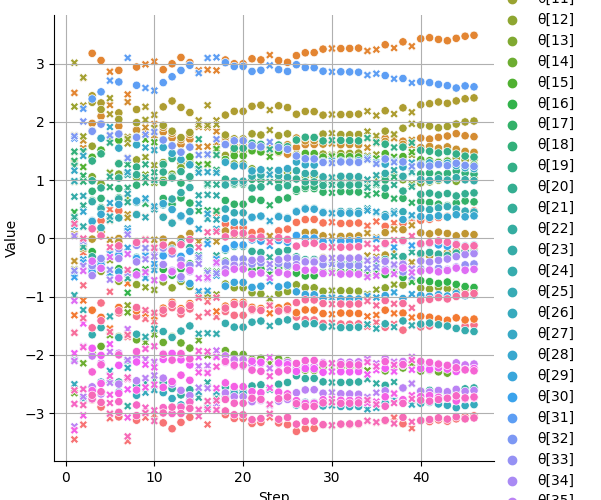 θ[11]
θ[12]
θ[13]
θ[14]
θ[15]
θ[16]
θ[17]
θ[18]
θ[19]
θ[20]
θ[21]
θ[22]
θ[23]
θ[24]
θ[25]
θ[26]
θ[27]
θ[28]
θ[29]
θ[30]
θ[31]
θ[32]
θ[33]
θ[34]
θ[35]
3
2
1
0
−1
−2
−3
Value
0
10
20
30
40
Step